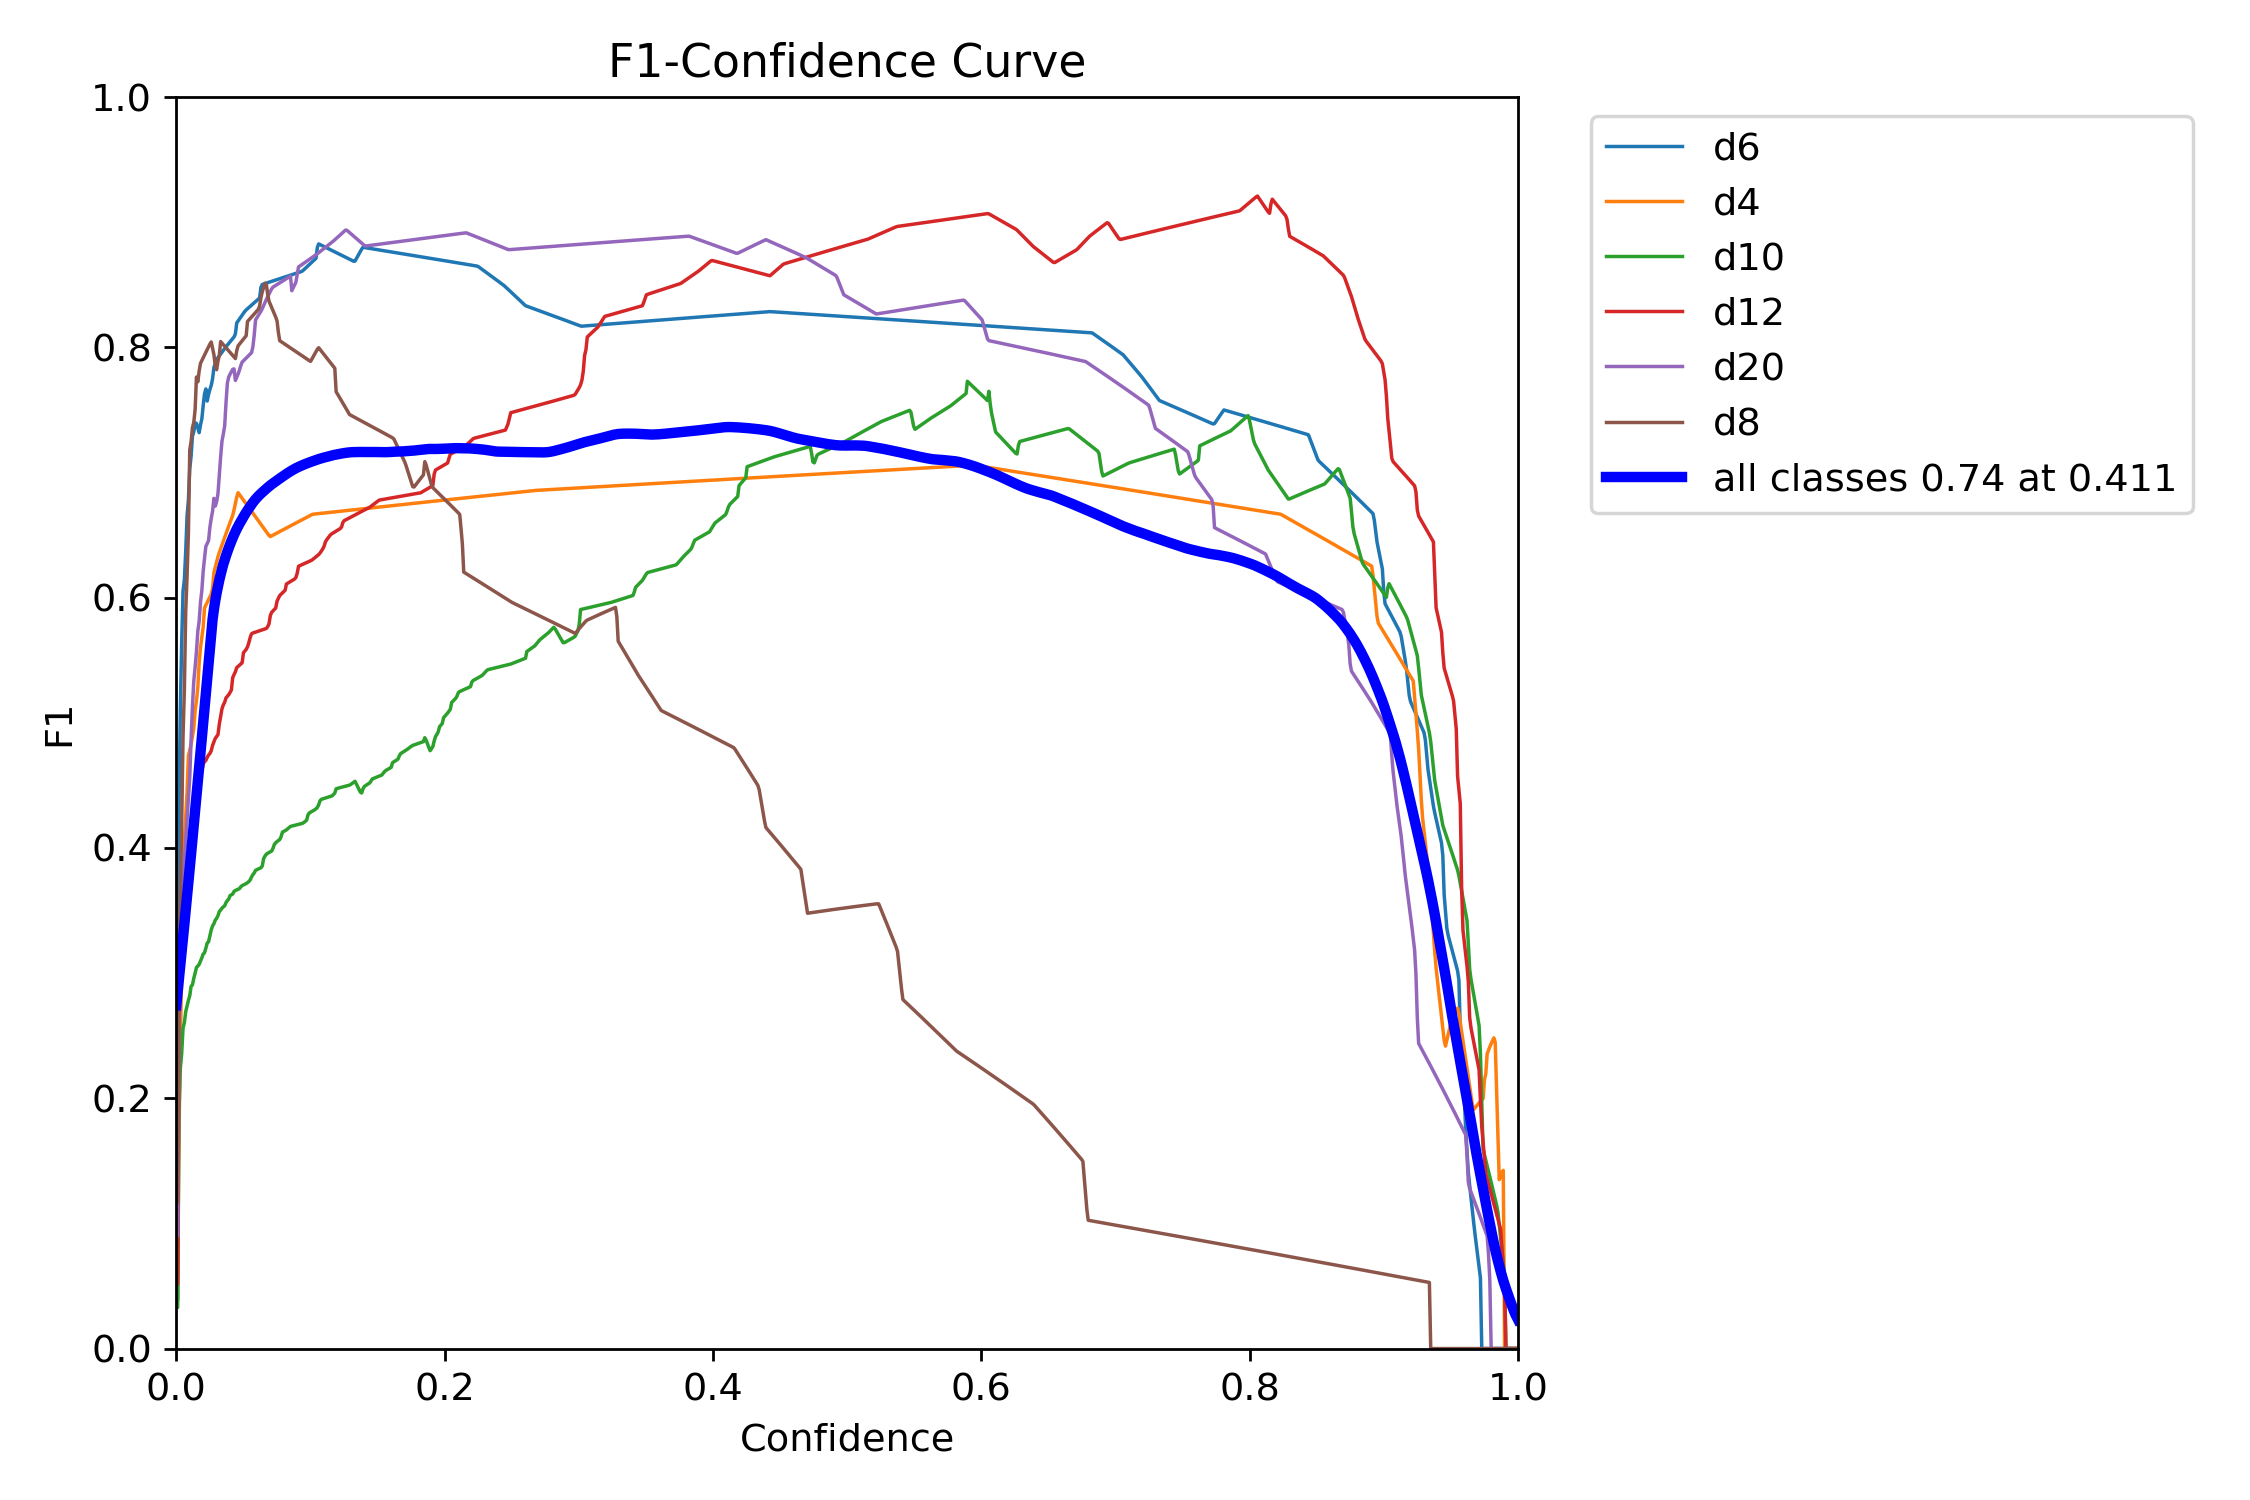 F1-Confidence Curve
1.0
0.8
0.6
0.4
0.2
0.0
F1
0.0 0.2 0.4 0.6 0.8 1.0
Confidence
d6
d4
d10
d12
d20
d8
all classes 0.74 at 0.411